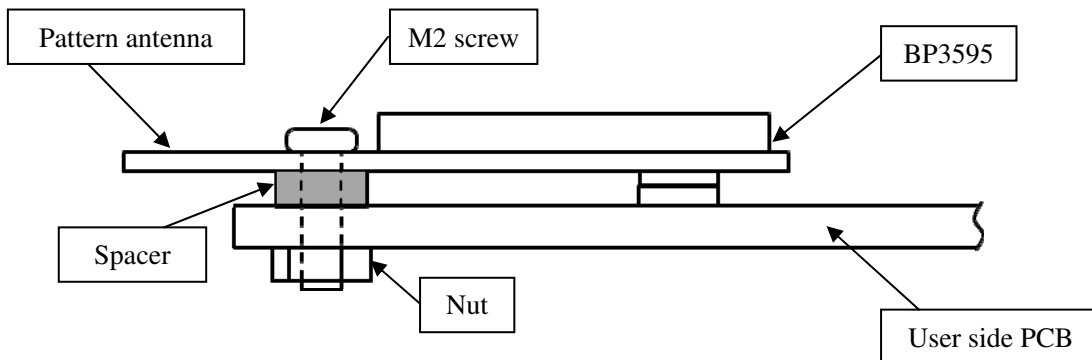 Pattern antenna
M2 screw
BP3595
Spacer
Nut
User side PCB